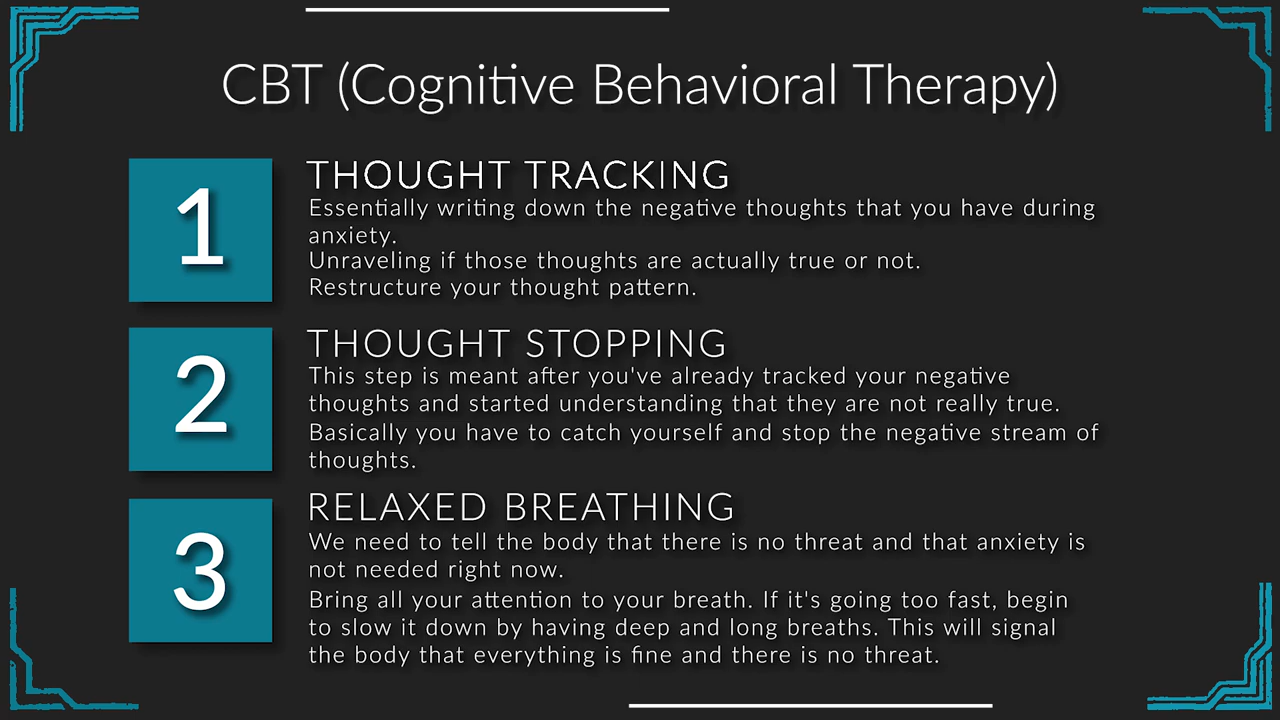 CBT (Cognitive Behavioral Therapy)
1
THOUGHT TRACKING
Essentially writing down the negative thoughts that you have during
anxiety.
Unraveling if those thoughts are actually true or not.
Restructure your thought pattern.
2
THOUGHT STOPPING
This step is meant after you've already tracked your negative
thoughts and started understanding that they are not really true.
Basically you have to catch yourself and stop the negative stream of
thoughts.
3
RELAXED BREATHING
We need to tell the body that there is no threat and that anxiety is
not needed right now.
Bring all your attention to your breath. If it's going too fast, begin
to slow it down by having deep and long breaths. This will signal
the body that everything is fine and there is no threat.